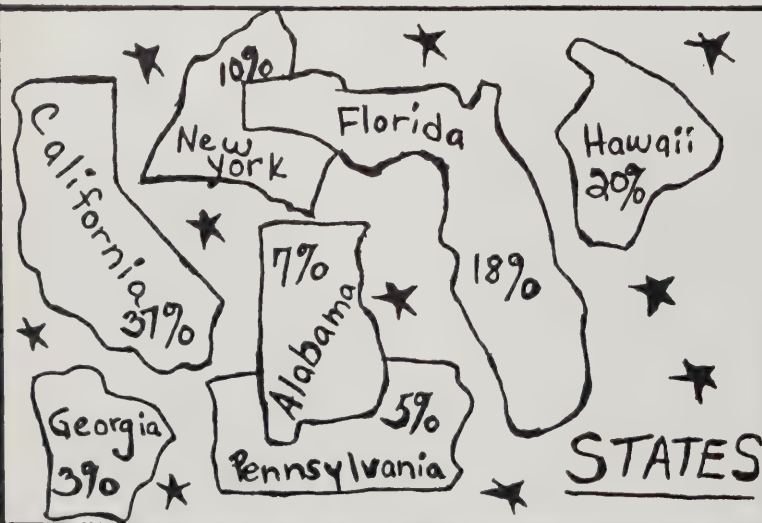 10%
New
York
Florida
18%
Hawaii
20%
California
37%
7%
Alabama
Georgia
3%
5%
Pennsylvania
STATES